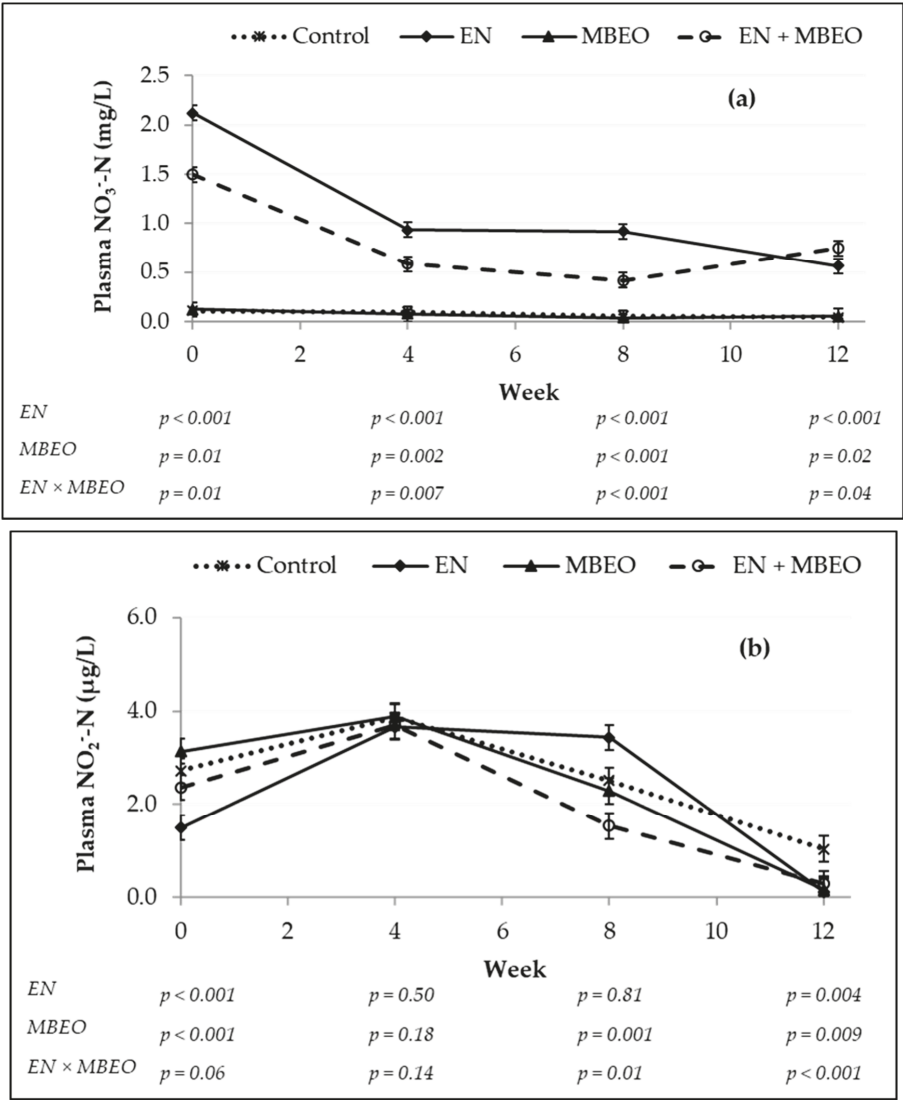 Control EN MBEO EN + MBEO
(a)
Plasma NO3⁻-N (mg/L)
2.5
2.0
1.5
1.0
0.5
0.0
0 2 4 6 8 10 12
Week
EN p < 0.001 p < 0.001 p < 0.001 p < 0.001
MBEO p = 0.01 p = 0.002 p < 0.001 p = 0.02
EN × MBEO p = 0.01 p = 0.007 p < 0.001 p = 0.04
Control EN MBEO EN + MBEO
(b)
Plasma NO2⁻-N (µg/L)
6.0
4.0
2.0
0.0
0 2 4 6 8 10 12
Week
EN p < 0.001 p = 0.50 p = 0.81 p = 0.004
MBEO p < 0.001 p = 0.18 p = 0.001 p = 0.009
EN × MBEO p = 0.06 p = 0.14 p = 0.01 p < 0.001